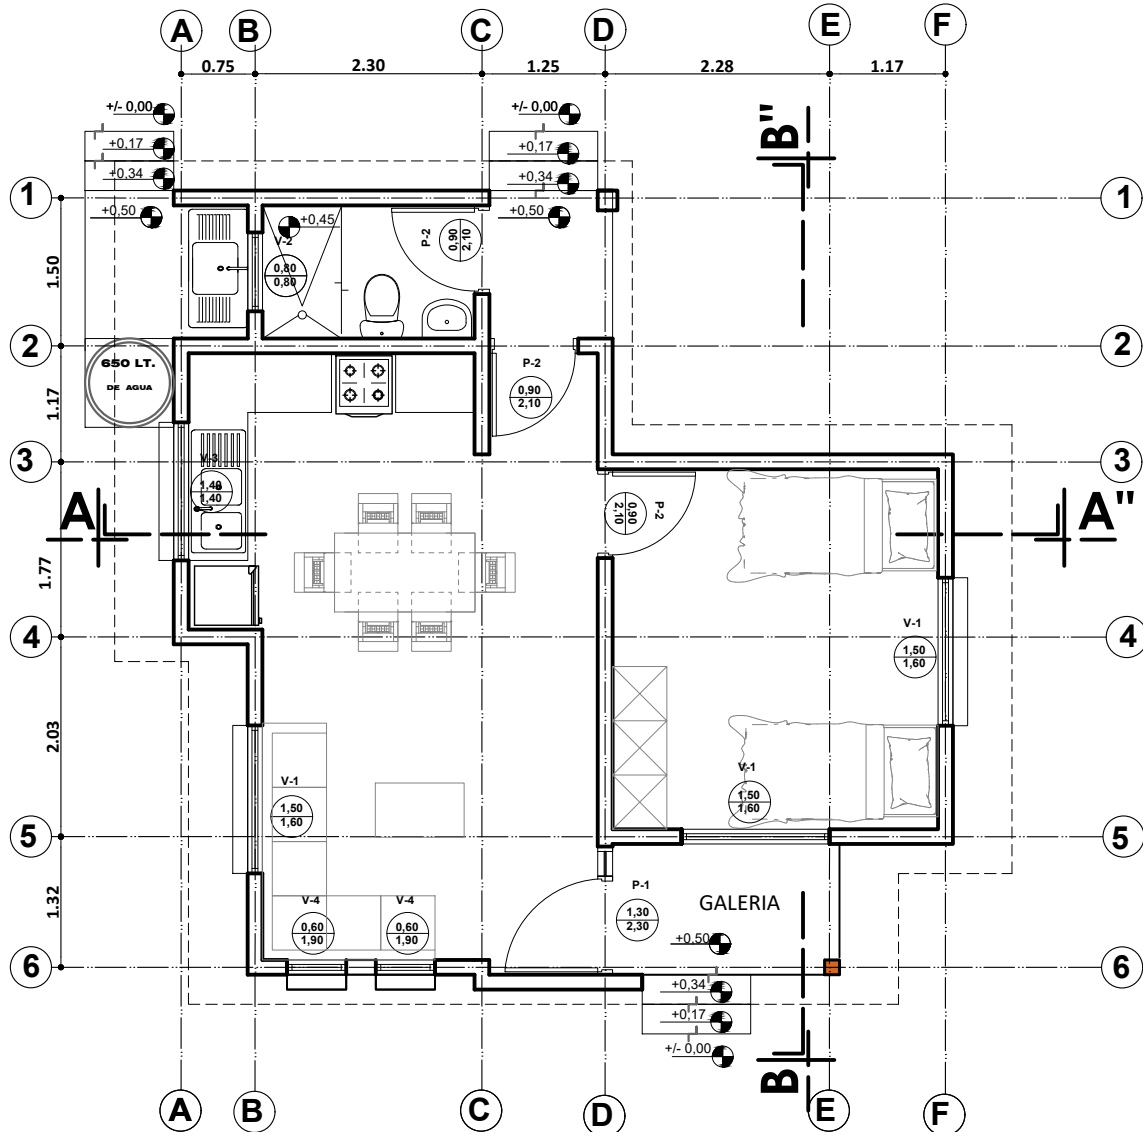 A B C D E F
0.75 2.30 1.25 2.28 1.17
+/- 0,00 +/- 0,00
+0,17 +0,17
+0,34 +0,34
+0,50 +0,50
B"
1 1
+0,45
V-2
0,80
0,80
P-2
0,90
2,10
1.50
2 2
650 LT.
DE AGUA
P-2
0,90
2,10
1.17
3 3
V-3
1,40
1,40
P-2
0,90
2,10
A A"
1.77
4 4
V-1
1,50
1,60
2.03
V-1
1,50
1,60
V-1
1,50
1,60
5 5
1.32
V-4 V-4
0,60 0,60
1,90 1,90
P-1
1,30
2,30
GALERIA
+0,50
6 6
+0,34
+0,17
+/- 0,00
B
A B C D E F